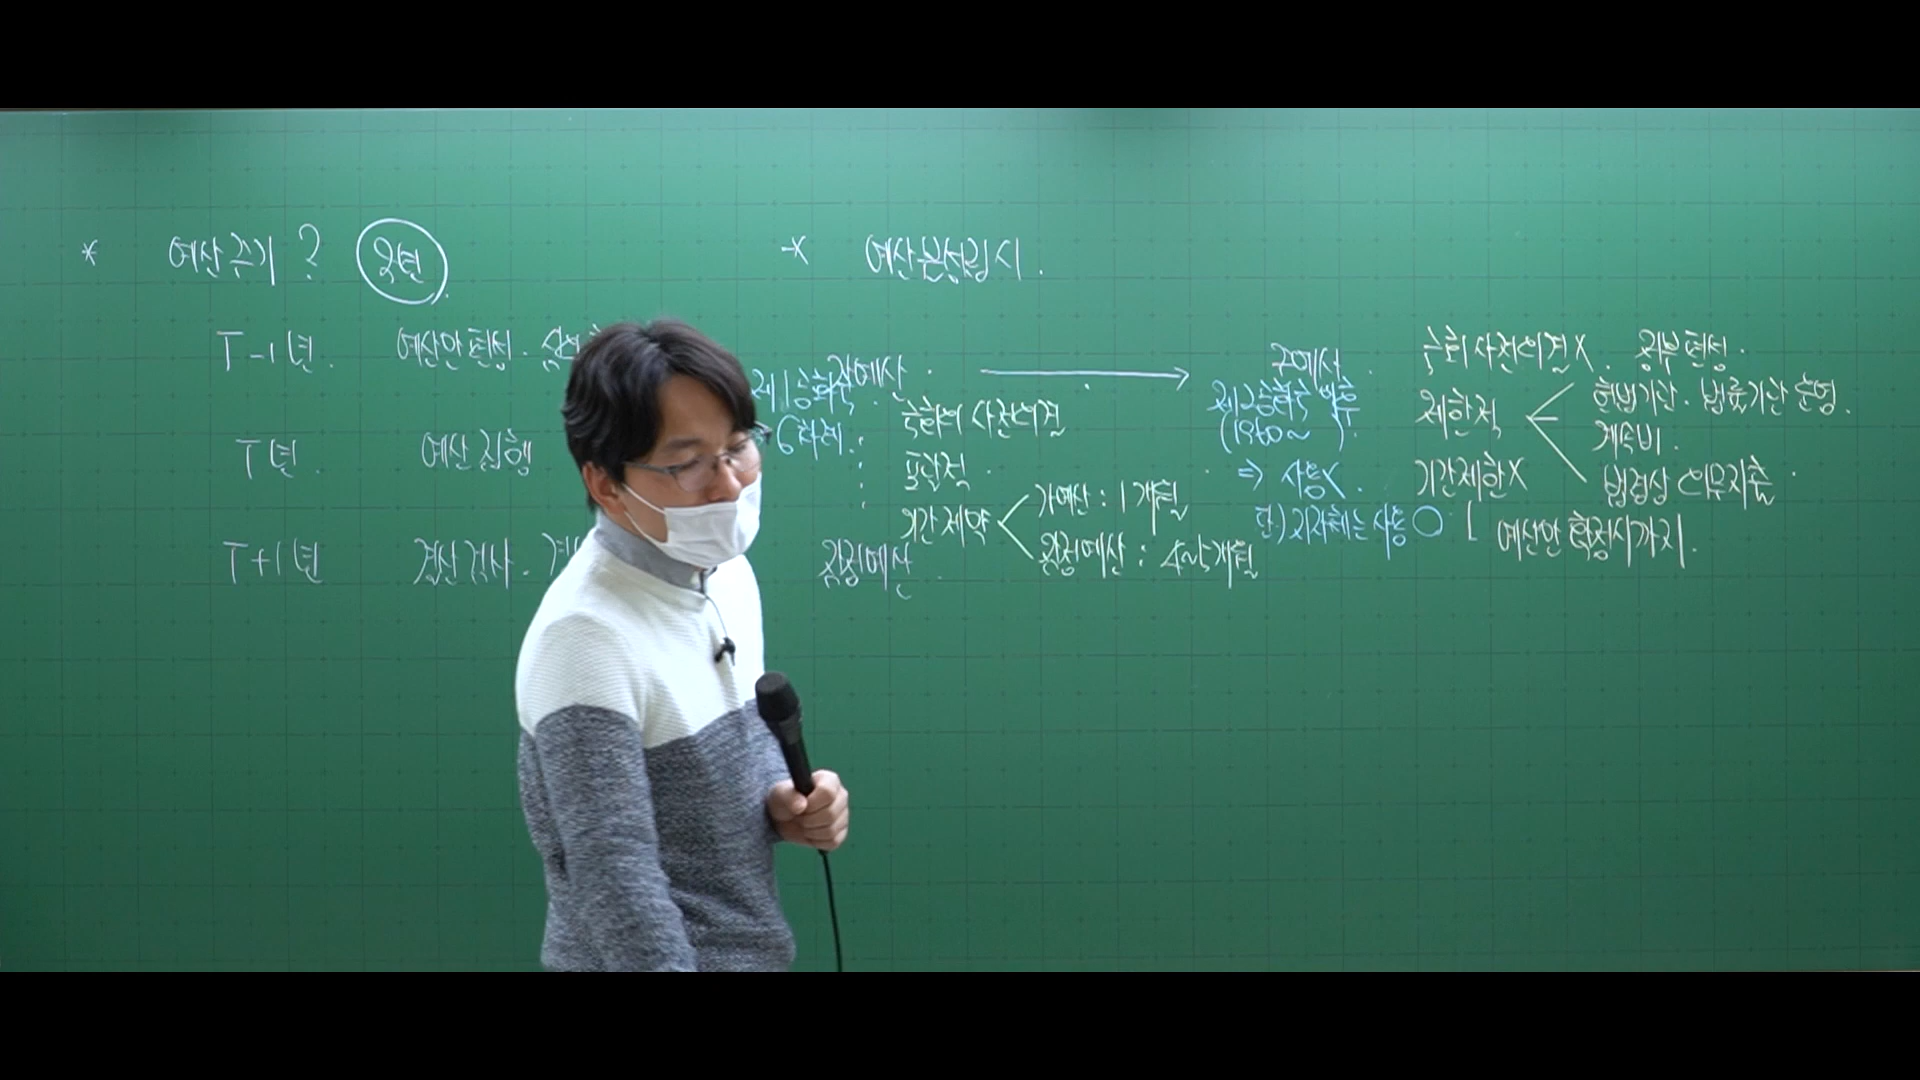 * 예산주기 ? 3년.
T-1년. 예산안편성. 심의
T년. 예산집행
T+1년 결산검사.
* 예산불성립시.
가예산.
제1공화국
6차례.
국회의 사전의결
포괄적.
기간제약
가예산 : 1개월
잠정예산 : 4~5개월
잠정예산.
준예산.
제2공화국 이후
(1960~ ).
⇒ 사용X.
단) 지자체는 사용 ○.
국회 사전의결X. 정부편성.
제한적
헌법기관. 법률기관 운영.
계속비.
법령상 의무지출.
기간제한X
예산안 확정시까지.